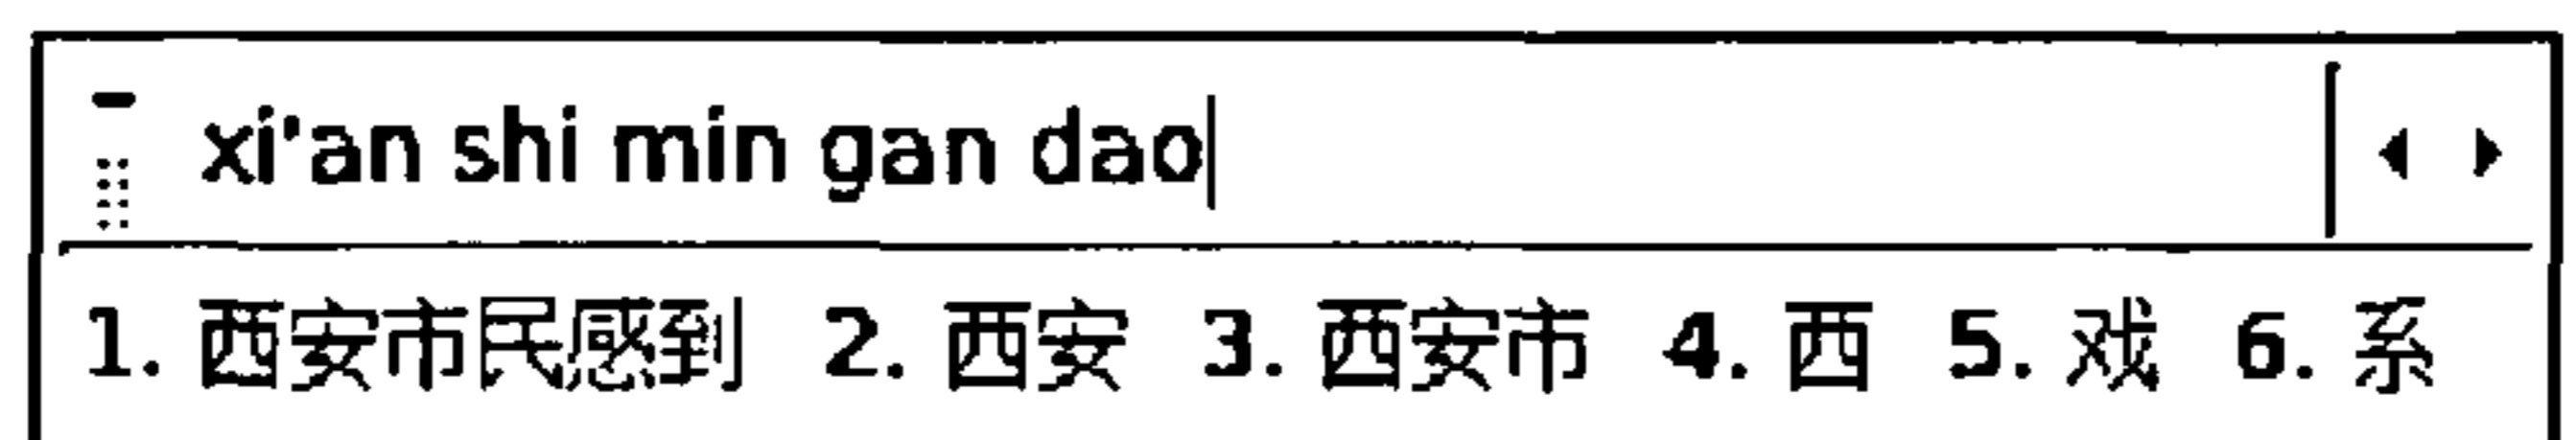 xi'an shi min gan dao
1. 西安市民感到 2. 西安 3. 西安市 4. 西 5. 戏 6. 系